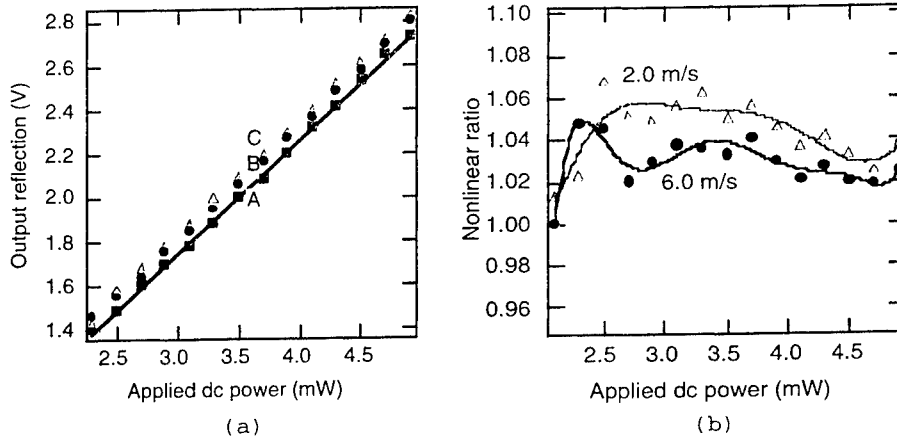 Output reflection (V)
2.8
2.6
2.4
2.2
2.0
1.8
1.6
1.4
C
B
A
2.5 3.0 3.5 4.0 4.5
Applied dc power (mW)
(a)
Nonlinear ratio
1.10
1.08
1.06
1.04
1.02
1.00
0.98
0.96
2.0 m/s
6.0 m/s
2.5 3.0 3.5 4.0 4.5
Applied dc power (mW)
(b)